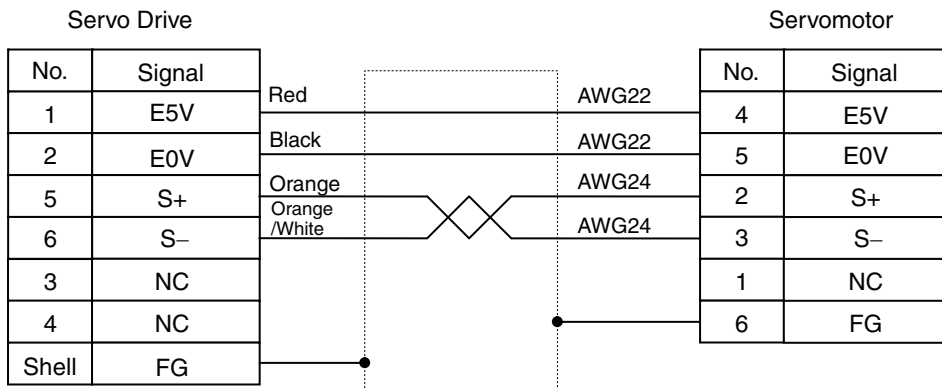 Servo Drive Servomotor
No. Signal No. Signal
1 E5V Red AWG22 4 E5V
2 E0V Black AWG22 5 E0V
5 S+ Orange AWG24 2 S+
6 S− Orange
/White AWG24 3 S−
3 NC 1 NC
4 NC 6 FG
Shell FG